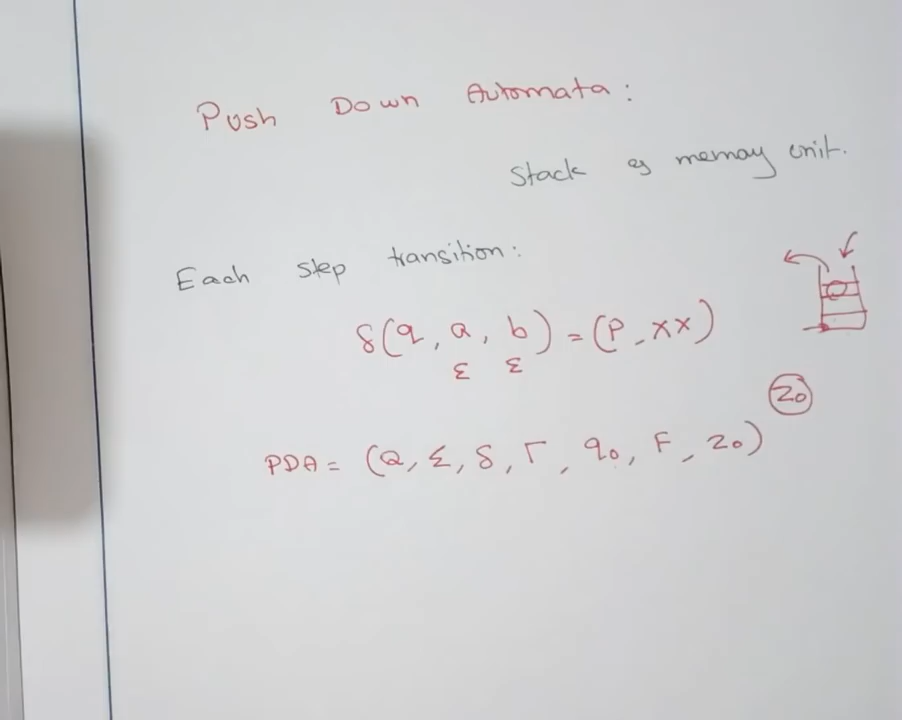 Push Down Automata :
Stack as memory unit.
Each step transition :
δ(q, a, b) = (P, xx)
ε ε
z0
PDA = (Q, Σ, δ, Γ, q0, F, z0)